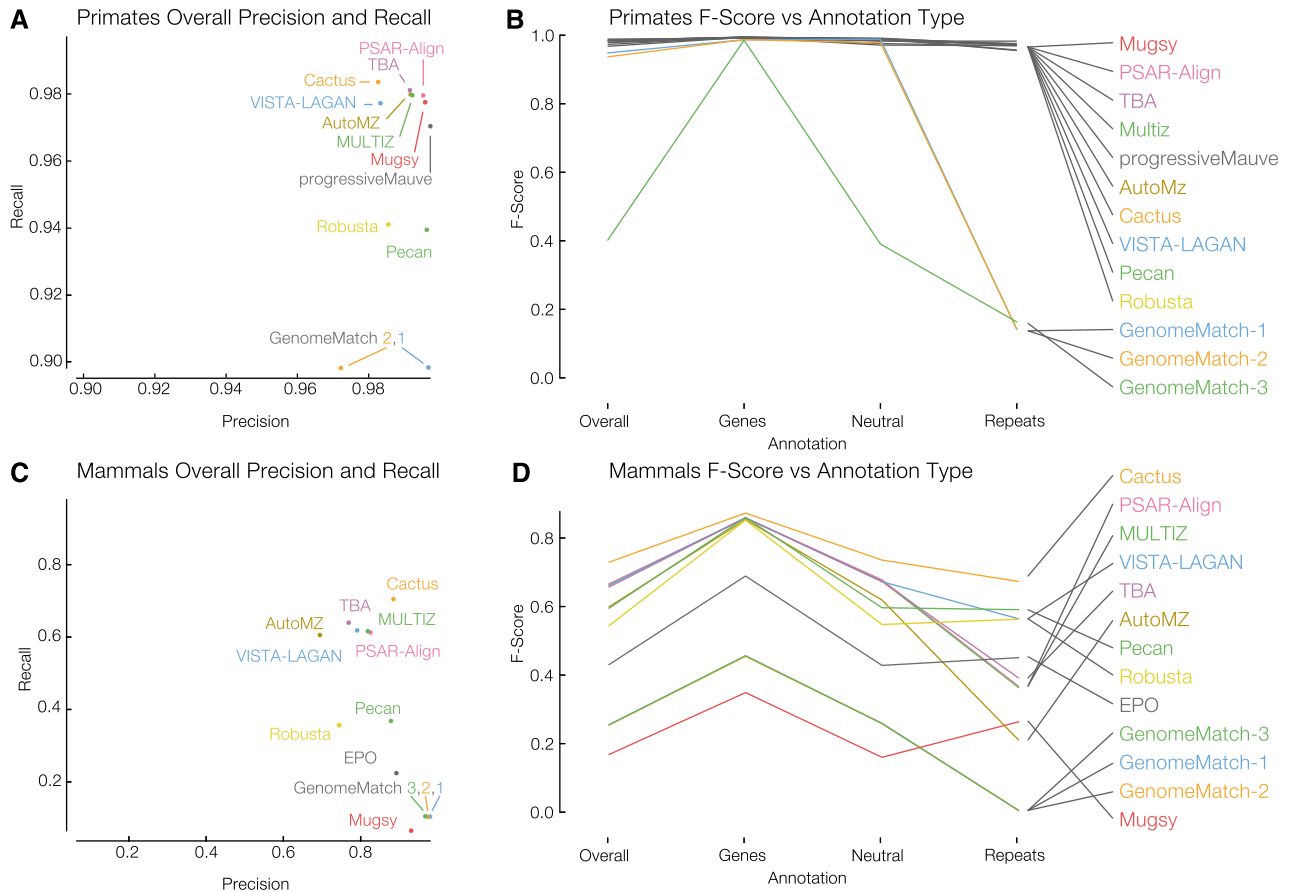 A
Primates Overall Precision and Recall
PSAR-Align
TBA
Cactus
VISTA-LAGAN
AutoMZ
MULTIZ
Mugsy
progressiveMauve
Robusta
Pecan
GenomeMatch 2,1
0.98
0.96
0.94
0.92
0.90
Recall
0.90
0.92
0.94
0.96
0.98
Precision
B
Primates F-Score vs Annotation Type
1.0
0.8
0.6
0.4
0.2
0.0
F-Score
Overall
Genes
Neutral
Repeats
Annotation
Mugsy
PSAR-Align
TBA
Multiz
progressiveMauve
AutoMz
Cactus
VISTA-LAGAN
Pecan
Robusta
GenomeMatch-1
GenomeMatch-2
GenomeMatch-3
C
Mammals Overall Precision and Recall
Cactus
TBA
MULTIZ
AutoMZ
VISTA-LAGAN
PSAR-Align
Pecan
Robusta
EPO
GenomeMatch 3,2,1
Mugsy
0.8
0.6
0.4
0.2
Recall
0.2
0.4
0.6
0.8
Precision
D
Mammals F-Score vs Annotation Type
0.8
0.6
0.4
0.2
0.0
F-Score
Overall
Genes
Neutral
Repeats
Annotation
Cactus
PSAR-Align
MULTIZ
VISTA-LAGAN
TBA
AutoMZ
Pecan
Robusta
EPO
GenomeMatch-3
GenomeMatch-1
GenomeMatch-2
Mugsy